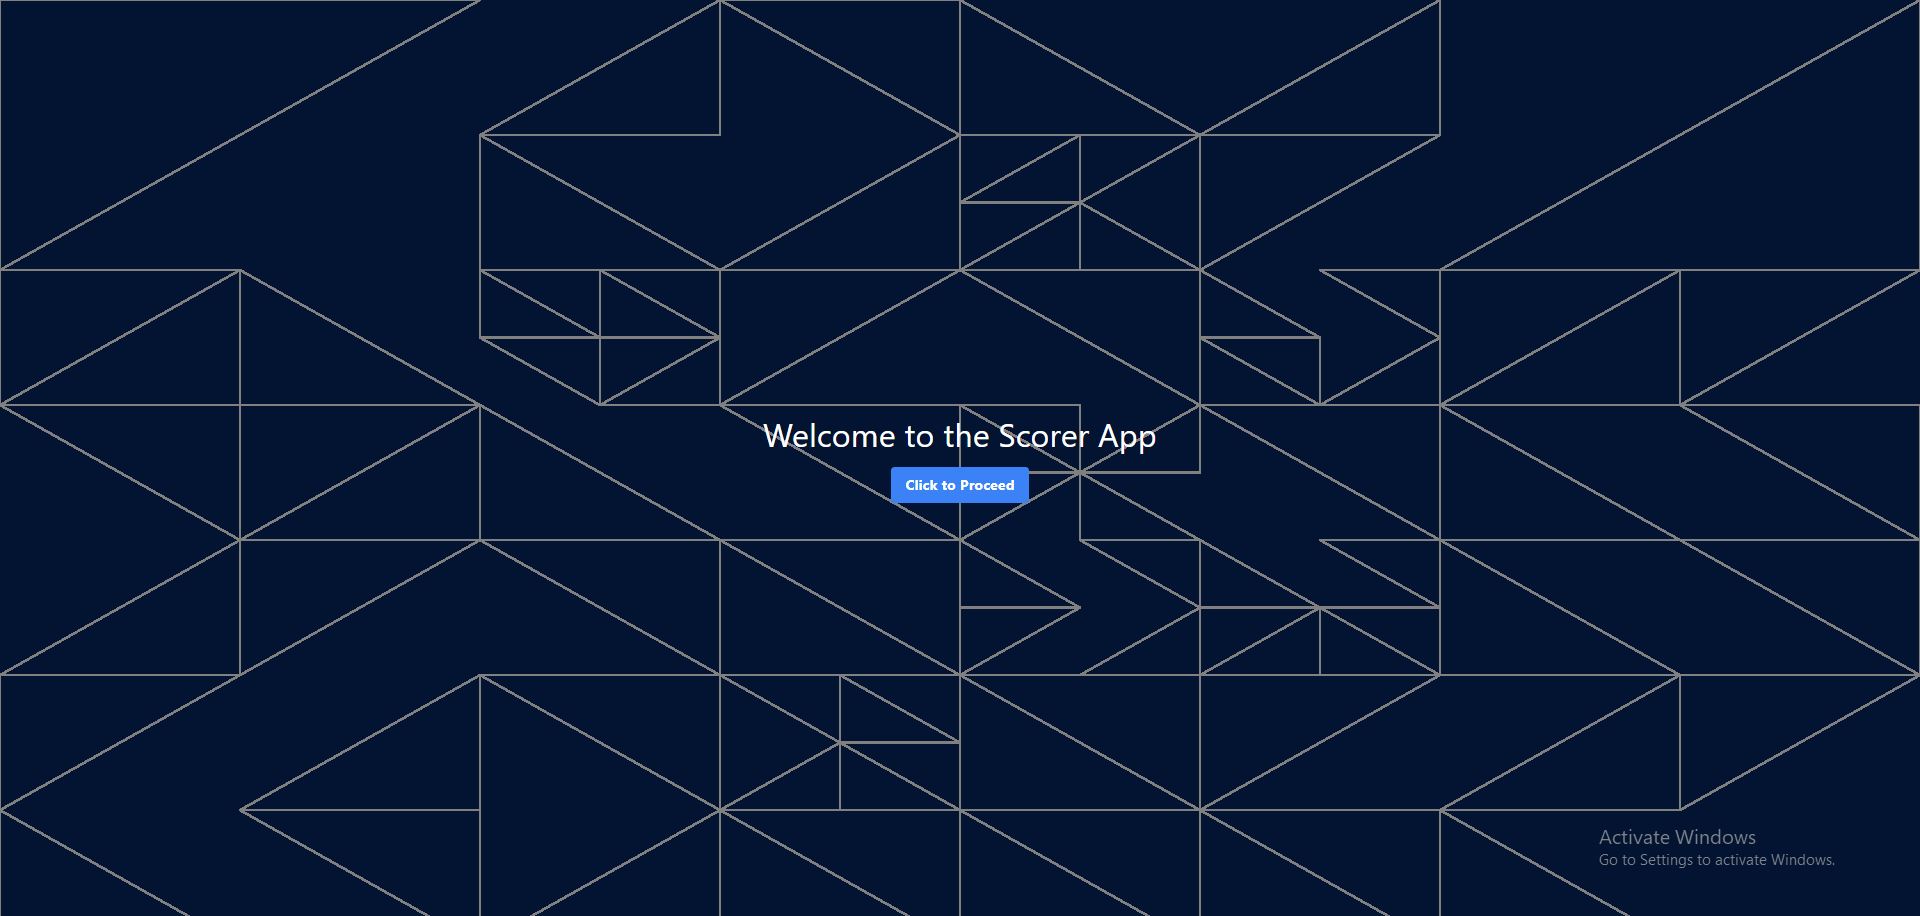 Welcome to the Scorer App
Click to Proceed
Activate Windows
Go to Settings to activate Windows.